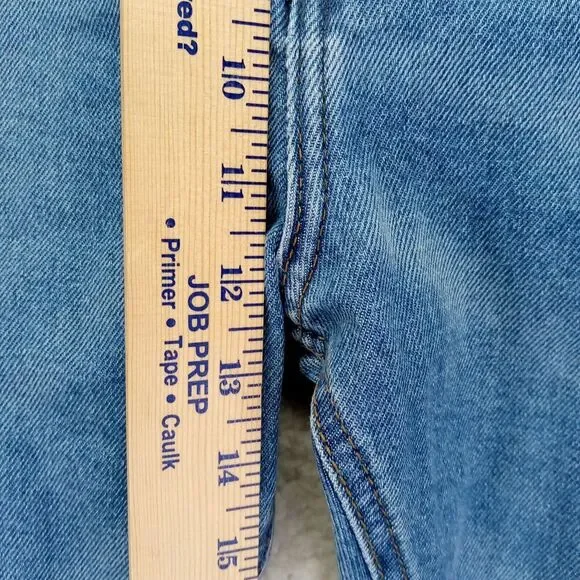 ed?
10
11
12
13
14
15
JOB PREP
• Primer • Tape • Caulk